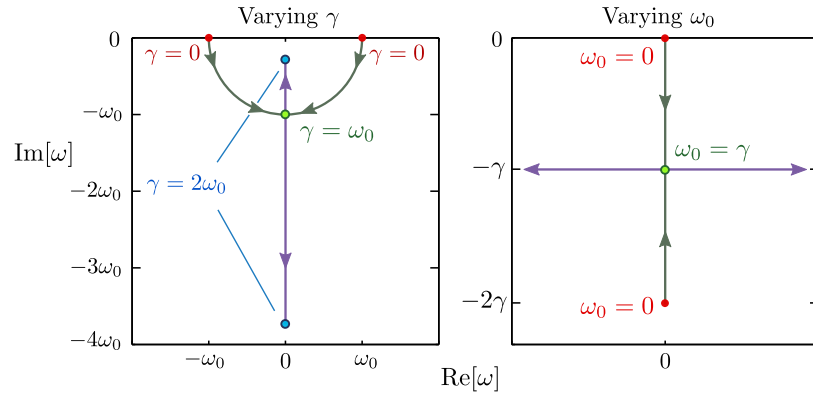 Varying γ
0
γ = 0
γ = 0
−ω₀
γ = ω₀
Im[ω]
γ = 2ω₀
−2ω₀
−3ω₀
−4ω₀
−ω₀
0
ω₀
Varying ω₀
0
ω₀ = 0
ω₀ = γ
−γ
−2γ
ω₀ = 0
0
Re[ω]